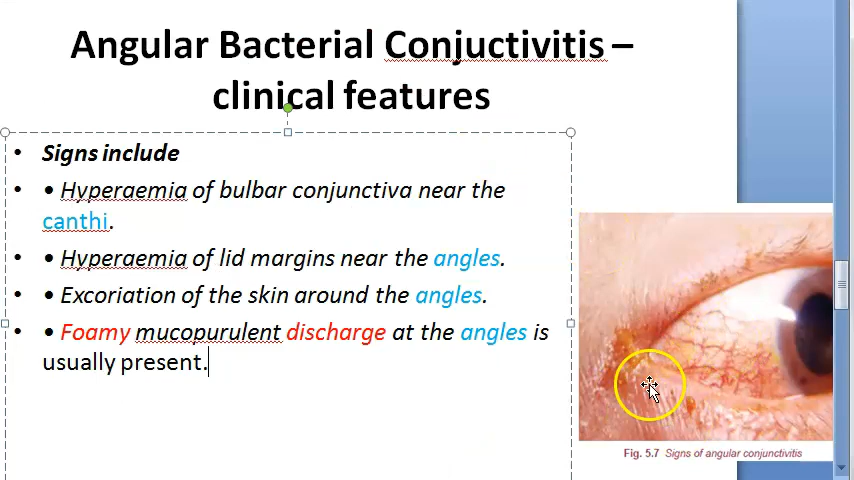 Angular Bacterial Conjuctivitis –
clinical features
• Signs include
• • Hyperaemia of bulbar conjunctiva near the
canthi.
• • Hyperaemia of lid margins near the angles.
• • Excoriation of the skin around the angles.
• • Foamy mucopurulent discharge at the angles is
usually present.
Fig. 5.7 Signs of angular conjunctivitis